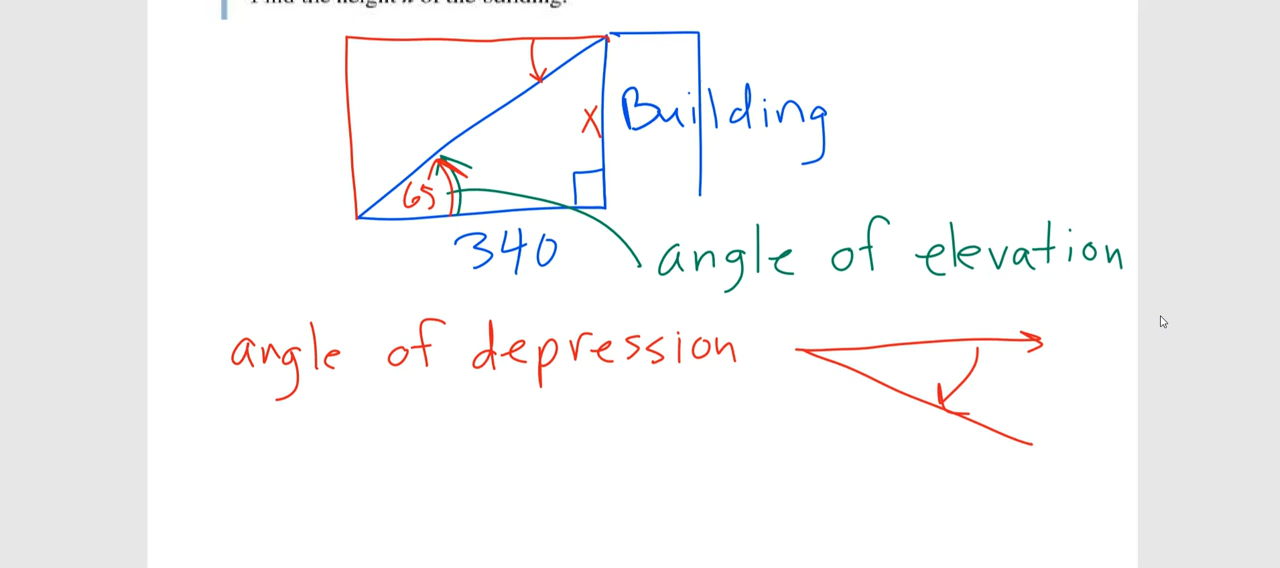 Building
X
65
340
angle of elevation
angle of depression